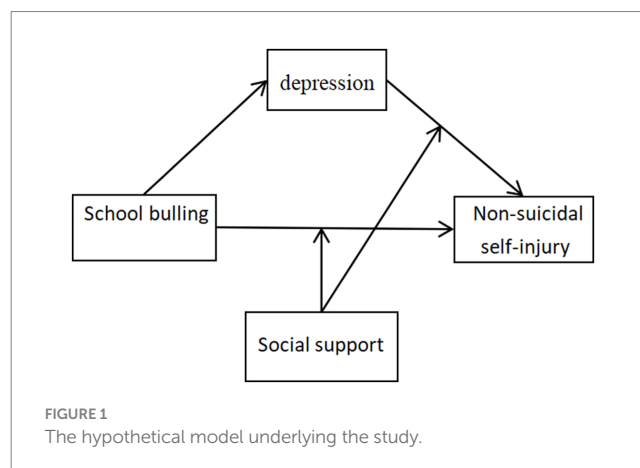 depression
School bulling
Non-suicidal
self-injury
Social support
FIGURE 1
The hypothetical model underlying the study.